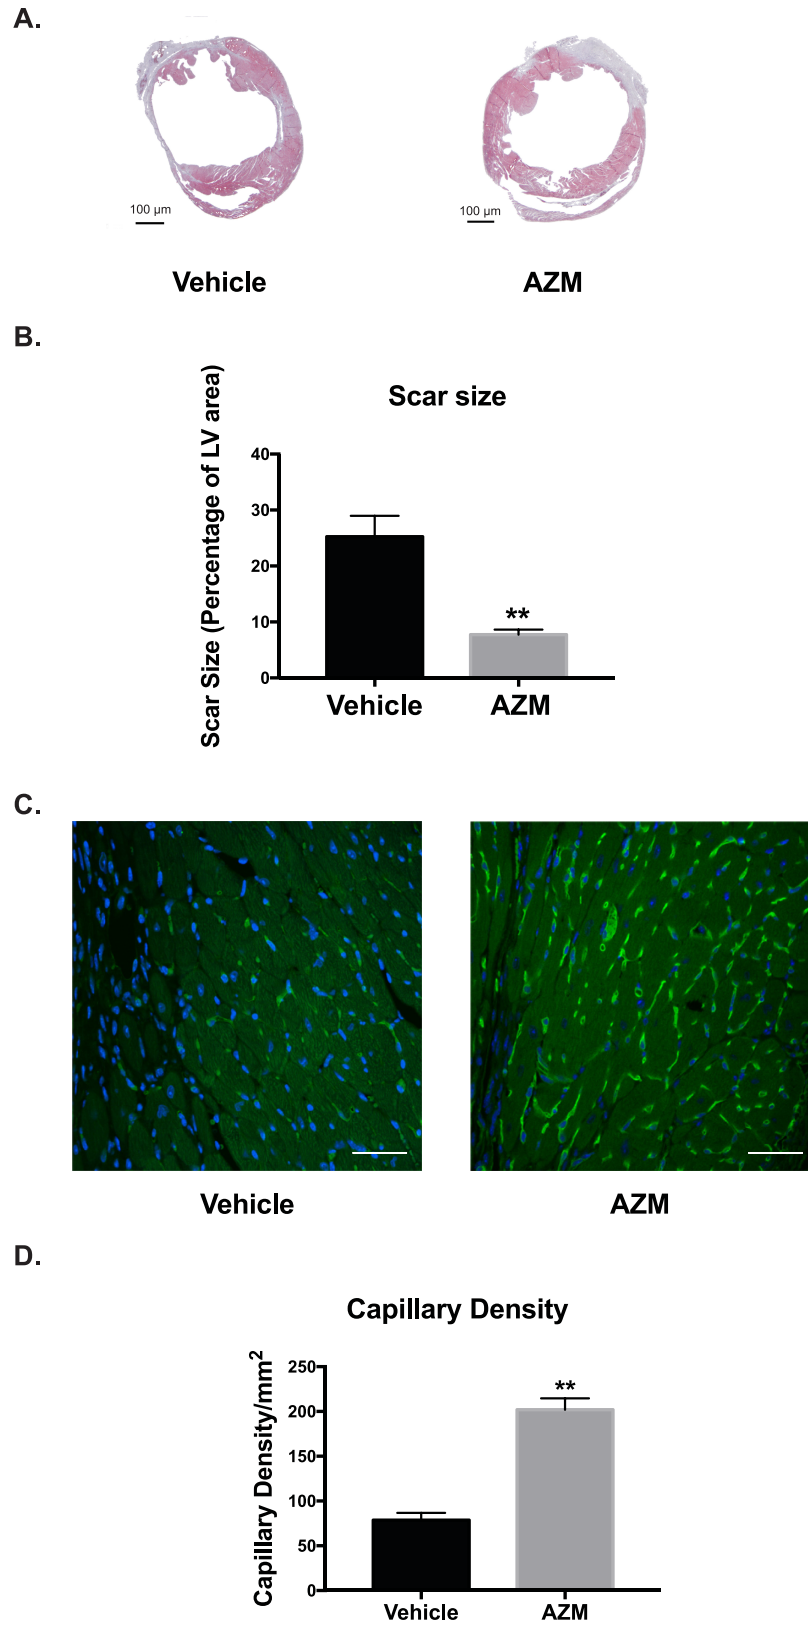 A.
100 µm
100 µm
Vehicle
AZM
B.
Scar size
Scar Size (Percentage of LV area)
40
30
20
10
0
**
Vehicle
AZM
C.
Vehicle
AZM
D.
Capillary Density
Capillary Density/mm²
250
200
150
100
50
0
**
Vehicle
AZM